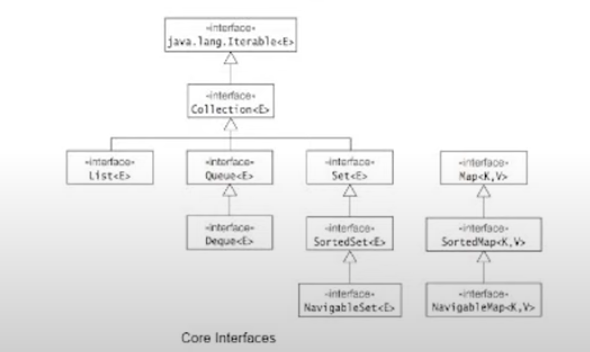 «interface»
java.lang.Iterable<E>
«interface»
Collection<E>
«interface»
List<E>
«interface»
Queue<E>
«interface»
Set<E>
«interface»
Map<K,V>
«interface»
Deque<E>
«interface»
SortedSet<E>
«interface»
SortedMap<K,V>
«interface»
NavigableSet<E>
«interface»
NavigableMap<K,V>
Core Interfaces